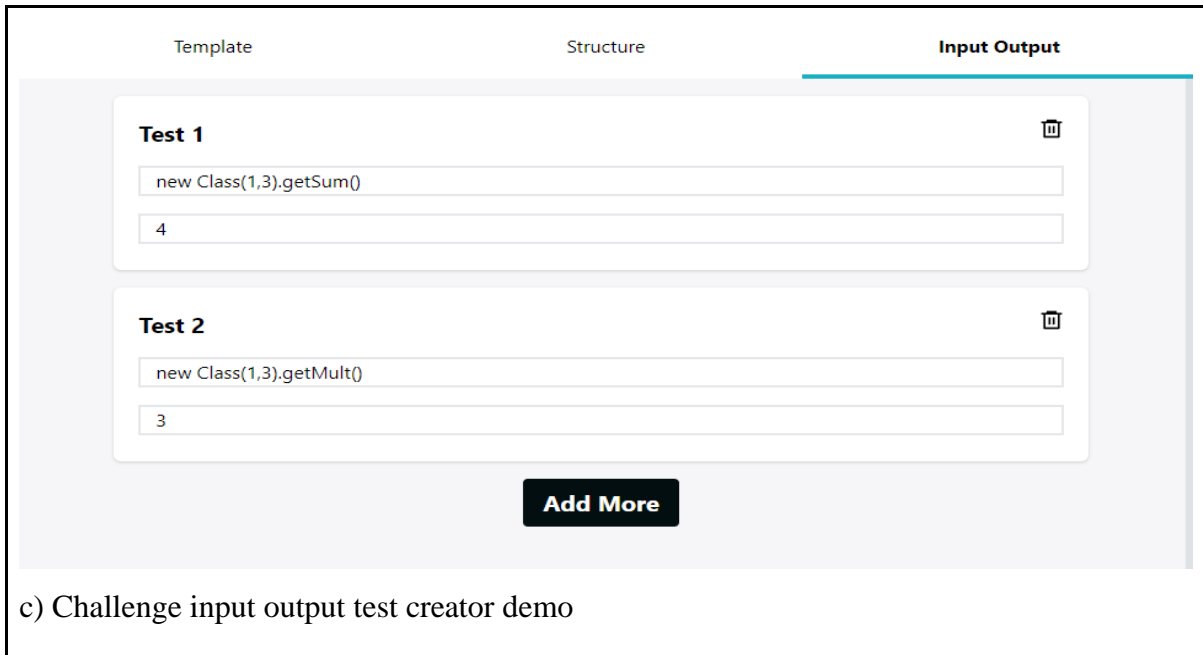 Template Structure Input Output
Test 1
new Class(1,3).getSum()
4
Test 2
new Class(1,3).getMult()
3
Add More
c) Challenge input output test creator demo